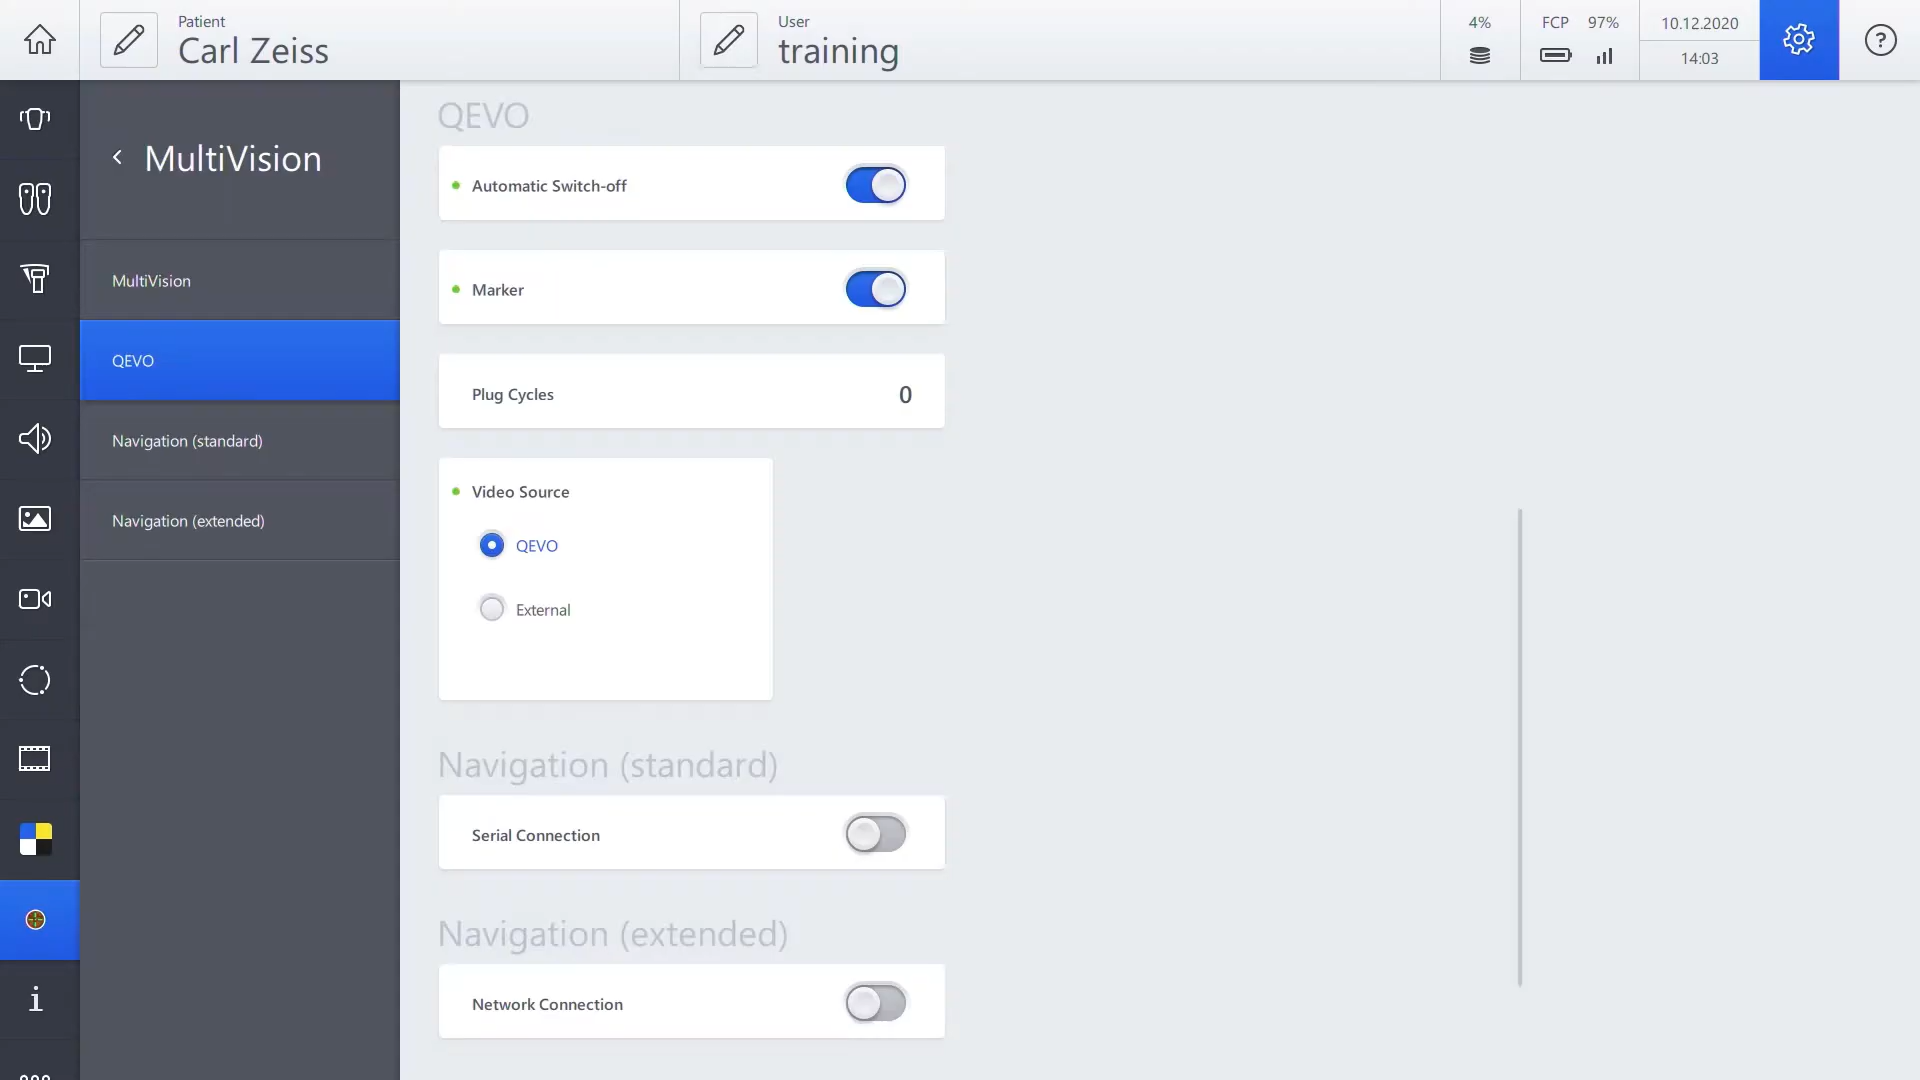 Patient
Carl Zeiss
User
training
4%
FCP 97%
10.12.2020
14:03
MultiVision
MultiVision
QEVO
Navigation (standard)
Navigation (extended)
QEVO
Automatic Switch-off
Marker
Plug Cycles 0
Video Source
QEVO
External
Navigation (standard)
Serial Connection
Navigation (extended)
Network Connection